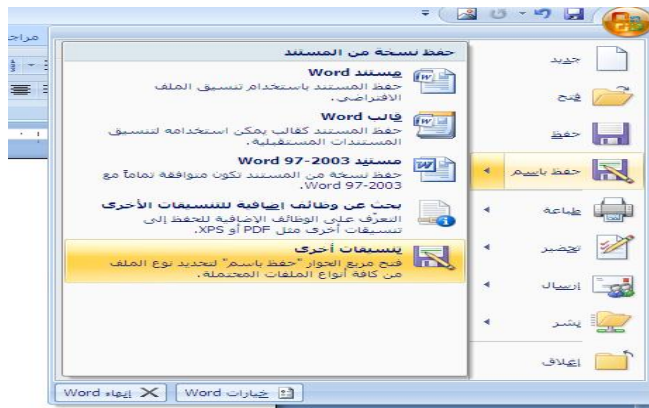 مراجع
حفظ نسخة من المستند
جديد
فتح
حفظ
حفظ باسم
طباعة
تحضير
إرسال
نشر
إغلاق
مستند Word
حفظ المستند باستخدام تنسيق الملف
الافتراضي.
قالب Word
حفظ المستند كقالب يمكن استخدامه لتنسيق
المستندات المستقبلية.
مستند Word 97-2003
حفظ نسخة من المستند تكون متوافقة تماماً مع
Word 97-2003.
بحث عن وظائف إضافية للتنسيقات الأخرى
التعرّف على الوظائف الإضافية للحفظ إلى
تنسيقات أخرى مثل PDF أو XPS.
تنسيقات أخرى
فتح مربع الحوار "حفظ باسم" لتحديد نوع الملف
من كافة أنواع الملفات المحتملة.
خيارات Word
إنهاء Word